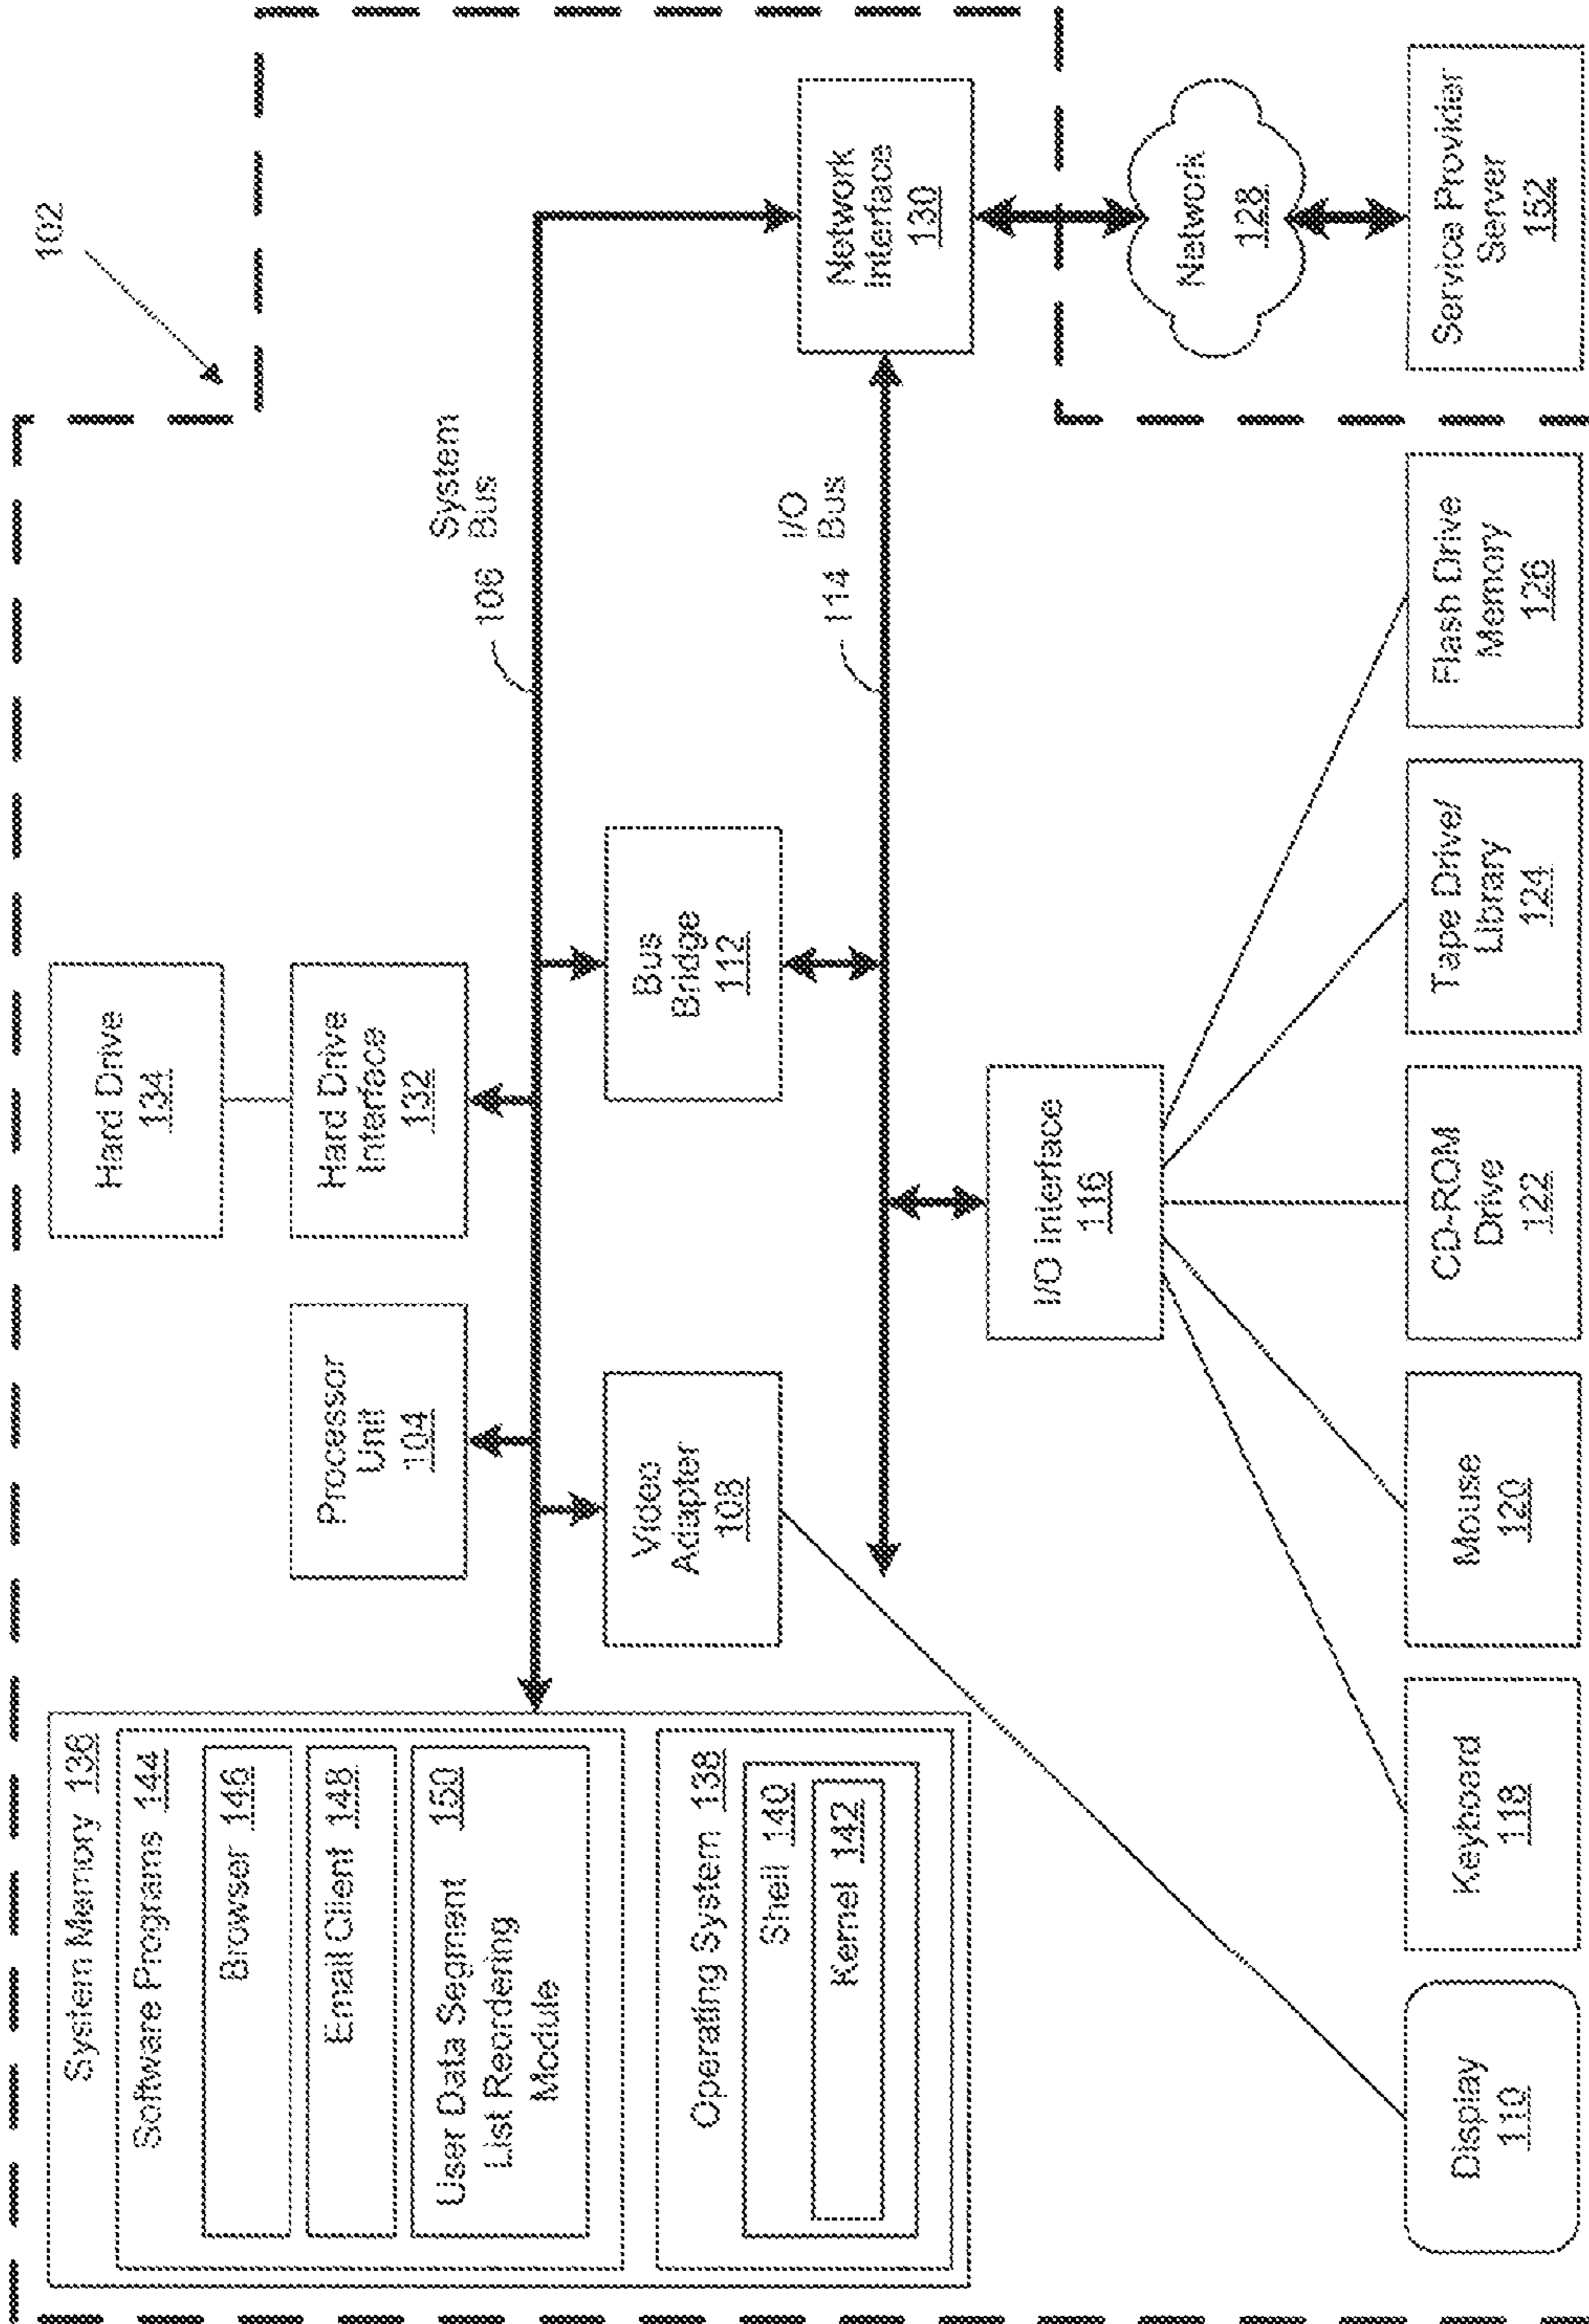 102
System Memory 136
Software Programs 144
Browser 146
Email Client 148
User Data Segment 150
List Reordering
Module
Operating System 138
Shell 140
Kernel 142
Processor
Unit
104
Hard Drive
134
Hard Drive
Interface
132
System
106 Bus
Video
Adapter
108
Bus
Bridge
112
I/O
114 Bus
Network
Interface
130
I/O Interface
116
Network
128
Display
110
Keyboard
118
Mouse
120
CD-ROM
Drive
122
Tape Drive/
Library
124
Flash Drive
Memory
126
Service Provider
Server
152